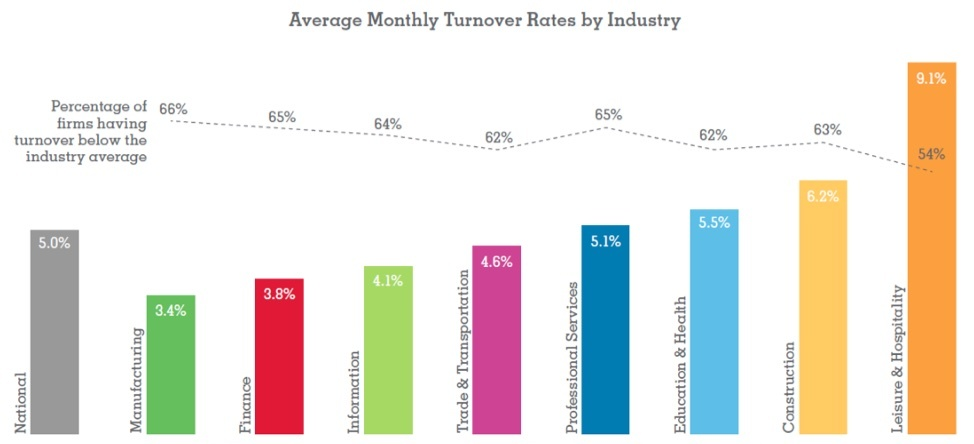 Average Monthly Turnover Rates by Industry
Percentage of
firms having
turnover below the
industry average
66%
65%
64%
62%
65%
62%
63%
54%
National
5.0%
Manufacturing
3.4%
Finance
3.8%
Information
4.1%
Trade & Transportation
4.6%
Professional Services
5.1%
Education & Health
5.5%
Construction
6.2%
Leisure & Hospitality
9.1%